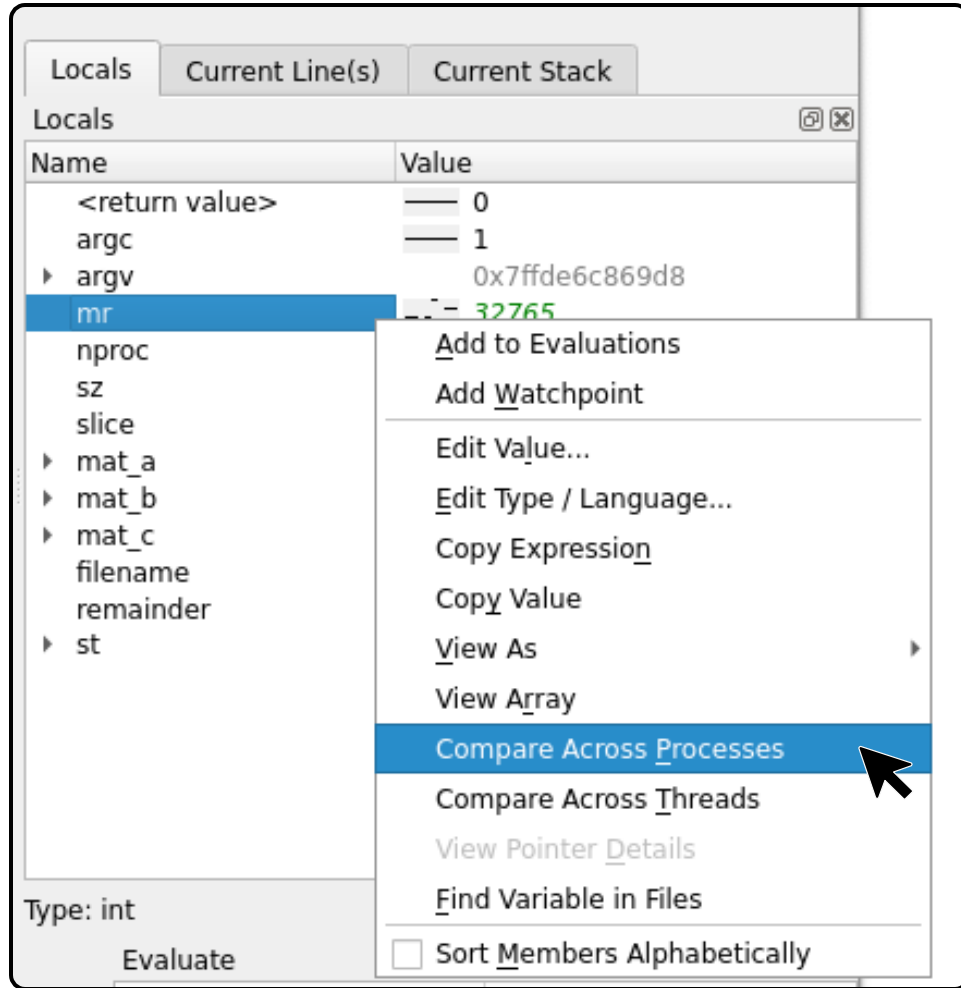 Locals Current Line(s) Current Stack
Locals
Name Value
<return value> 0
argc 1
argv 0x7ffde6c869d8
mr 32765
nproc
sz
slice
mat_a
mat_b
mat_c
filename
remainder
st
Add to Evaluations
Add Watchpoint
Edit Value...
Edit Type / Language...
Copy Expression
Copy Value
View As
View Array
Compare Across Processes
Compare Across Threads
View Pointer Details
Find Variable in Files
Sort Members Alphabetically
Type: int
Evaluate